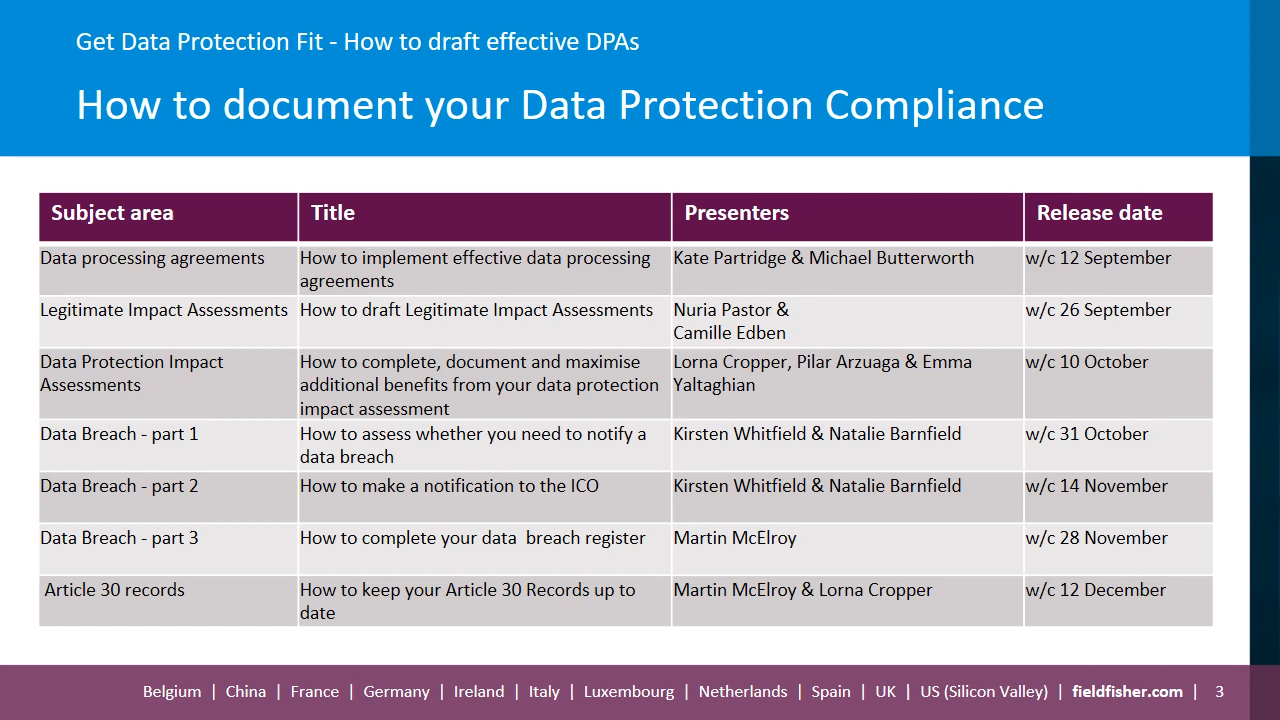 Get Data Protection Fit - How to draft effective DPAs
How to document your Data Protection Compliance
Subject area Title Presenters Release date
Data processing agreements How to implement effective data processing agreements Kate Partridge & Michael Butterworth w/c 12 September
Legitimate Impact Assessments How to draft Legitimate Impact Assessments Nuria Pastor & Camille Edben w/c 26 September
Data Protection Impact Assessments How to complete, document and maximise additional benefits from your data protection impact assessment Lorna Cropper, Pilar Arzuaga & Emma Yaltaghian w/c 10 October
Data Breach - part 1 How to assess whether you need to notify a data breach Kirsten Whitfield & Natalie Barnfield w/c 31 October
Data Breach - part 2 How to make a notification to the ICO Kirsten Whitfield & Natalie Barnfield w/c 14 November
Data Breach - part 3 How to complete your data  breach register Martin McElroy w/c 28 November
Article 30 records How to keep your Article 30 Records up to date Martin McElroy & Lorna Cropper w/c 12 December
Belgium | China | France | Germany | Ireland | Italy | Luxembourg | Netherlands | Spain | UK | US (Silicon Valley) | fieldfisher.com | 3